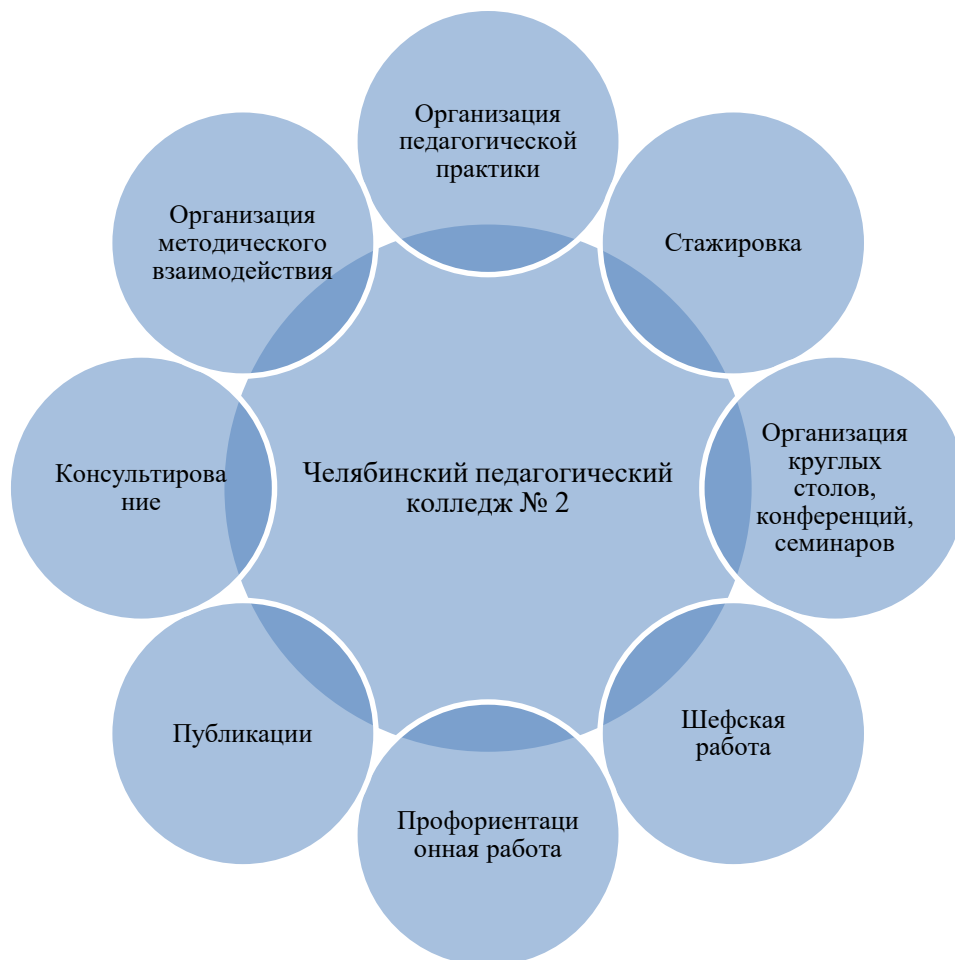 Организация
педагогической
практики
Организация
методического
взаимодействия
Стажировка
Консультирова
ние
Челябинский педагогический
колледж № 2
Организация
круглых
столов,
конференций,
семинаров
Публикации
Шефская
работа
Профориентаци
онная работа